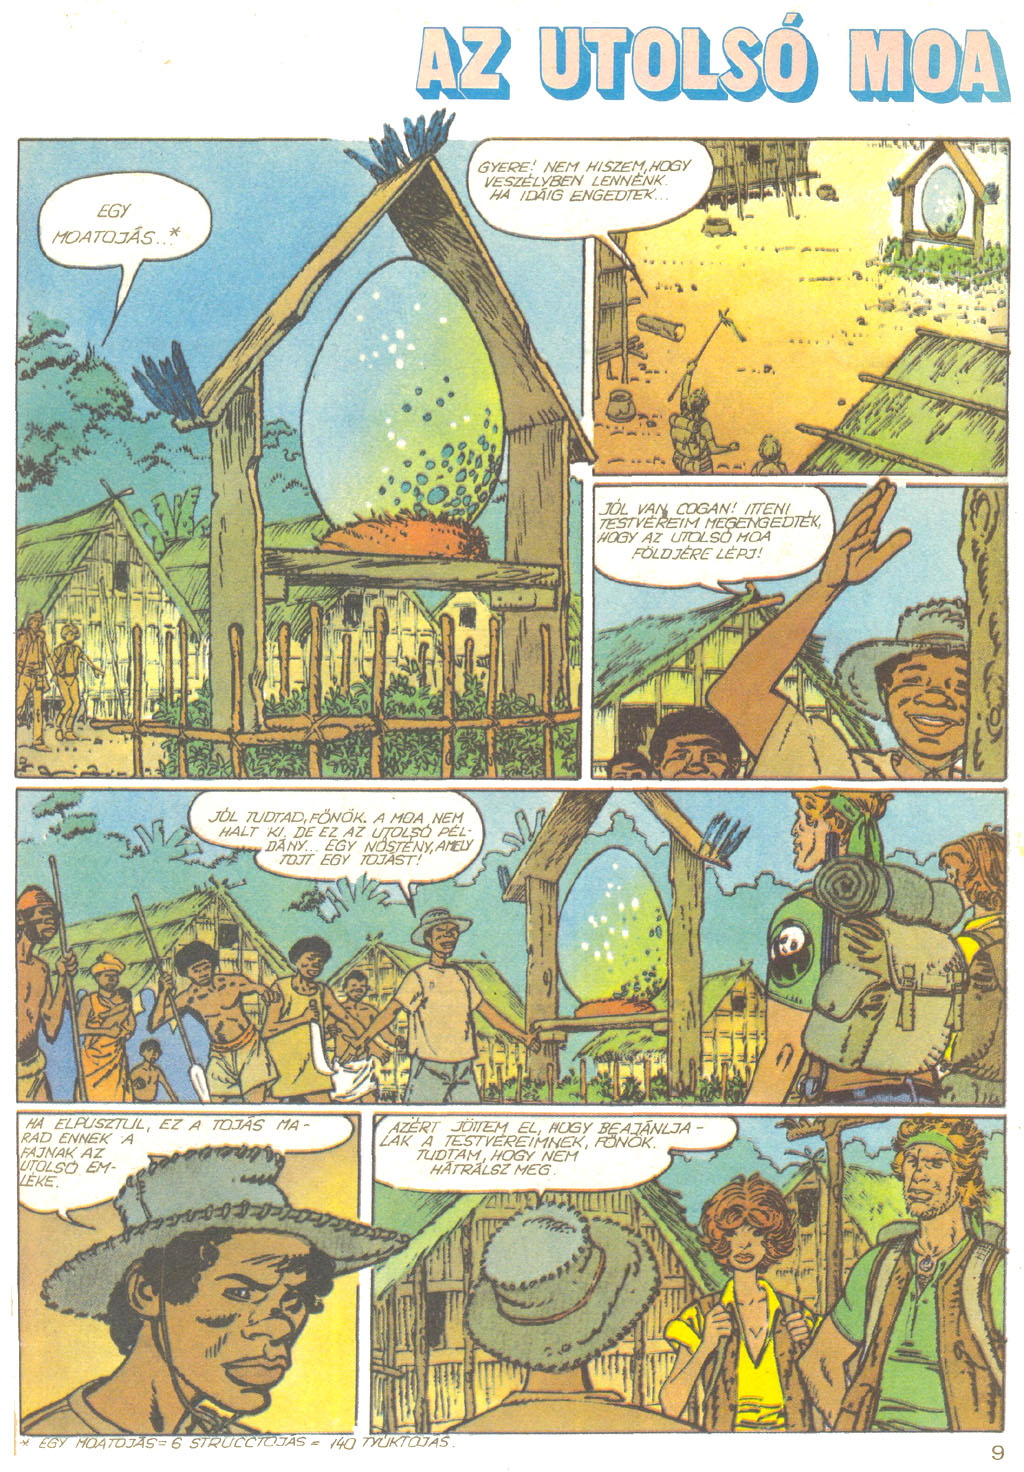 AZ UTOLSÓ MOA
EGY
MOATOJÁS...*
GYERE! NEM HISZEM, HOGY
VESZÉLYBEN LENNÉNK.
HA IDÁIG ENGEDTEK...
JÓL VAN, COGAN! ITTENI
TESTVÉREIM MEGENGEDTÉK,
HOGY AZ UTOLSÓ MOA
FÖLDJÉRE LÉPJ!
JÓL TUDTAD, FŐNÖK. A MOA NEM
HALT KI, DE EZ AZ UTOLSÓ PÉL-
DÁNY... EGY NŐSTÉNY, AMELY
TOJT EGY TOJÁST!
HA ELPUSZTUL, EZ A TOJÁS MA-
RAD ENNEK A
FAJNAK AZ
UTOLSÓ EM-
LÉKE.
AZÉRT JÖTTEM EL, HOGY BEAJÁNLJA-
LAK A TESTVÉREIMNEK, FŐNÖK.
TUDTAM, HOGY NEM
HÁTRÁLSZ MEG.
* EGY MOATOJÁS = 6 STRUCCTOJÁS = 140 TYÚKTOJÁS.
9